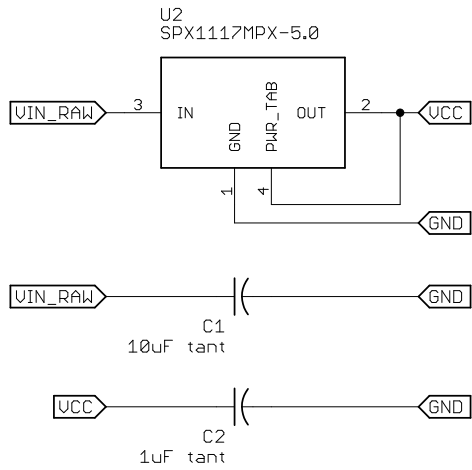 U2
SPX1117MPX-5.0
VIN_RAW
3
IN
GND
PWR_TAB
OUT
2
VCC
1
4
GND
VIN_RAW
GND
C1
10uF tant
VCC
GND
C2
1uF tant